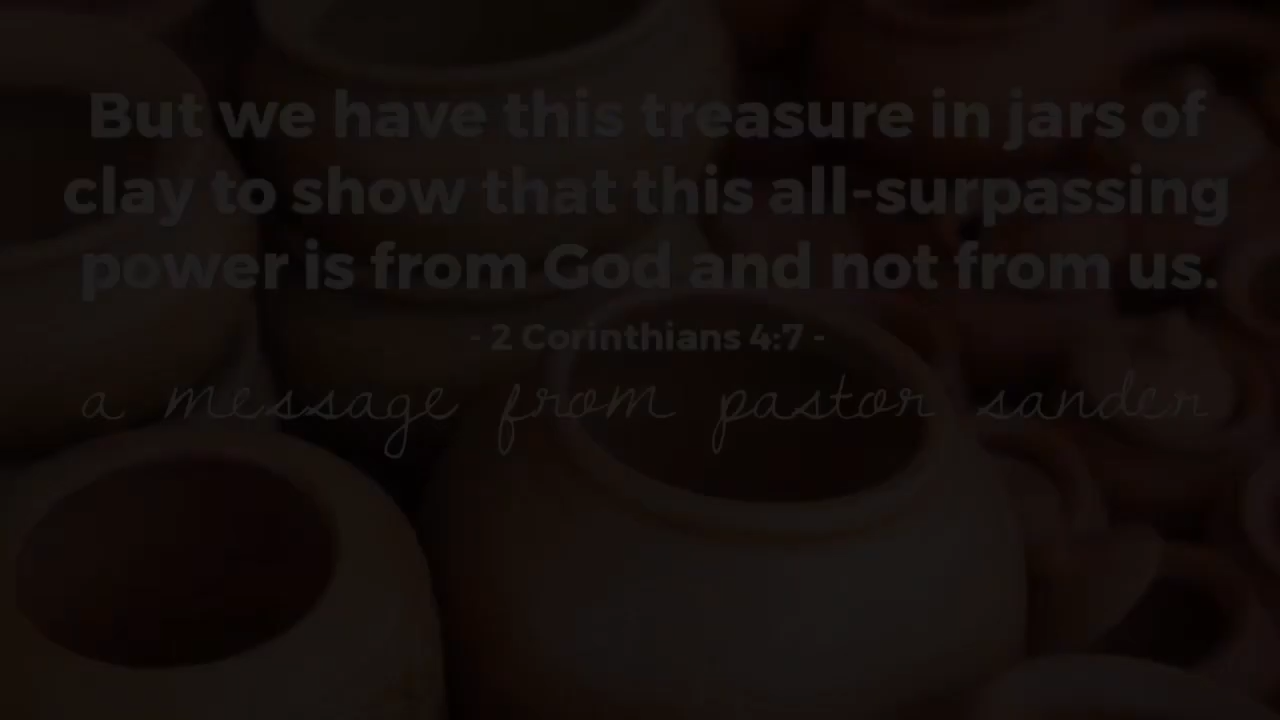 But we have this treasure in jars of
clay to show that this all-surpassing
power is from God and not from us.
- 2 Corinthians 4:7 -
a message from pastor sander